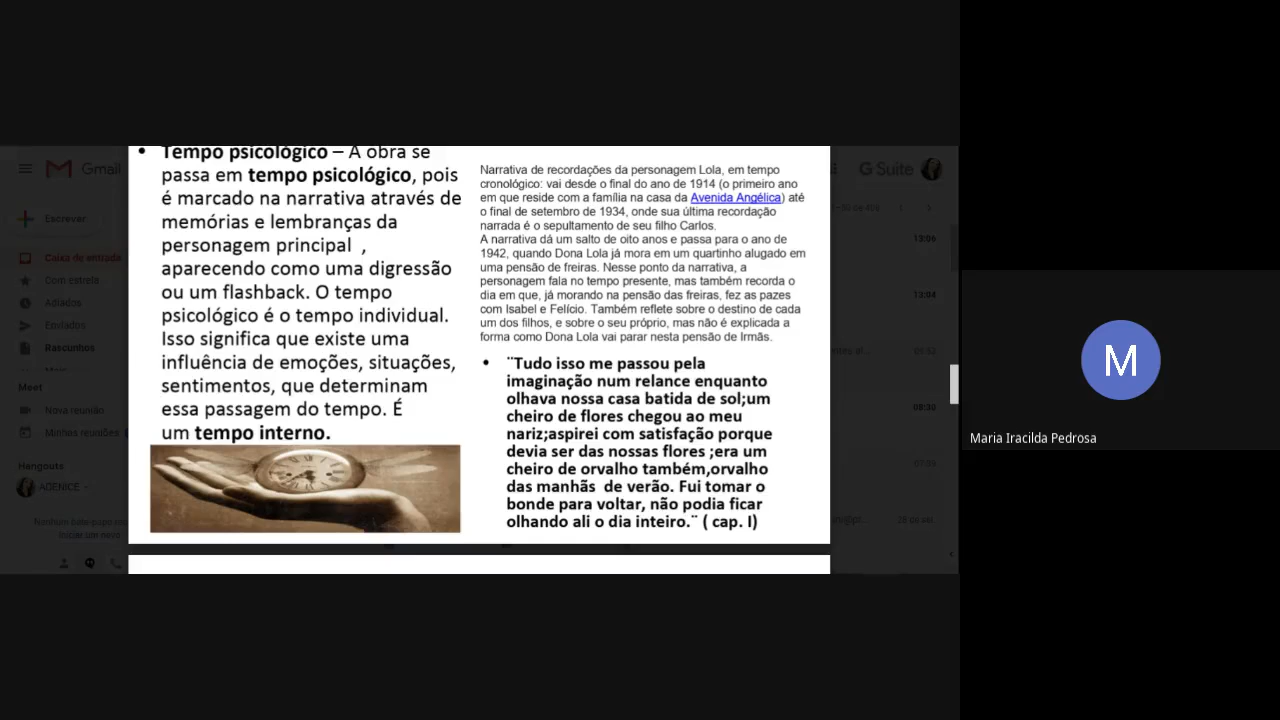 Tempo psicológico – A obra se
passa em tempo psicológico, pois
é marcado na narrativa através de
memórias e lembranças da
personagem principal ,
aparecendo como uma digressão
ou um flashback. O tempo
psicológico é o tempo individual.
Isso significa que existe uma
influência de emoções, situações,
sentimentos, que determinam
essa passagem do tempo. É
um tempo interno.
Narrativa de recordações da personagem Lola, em tempo
cronológico: vai desde o final do ano de 1914 (o primeiro ano
em que reside com a família na casa da Avenida Angélica) até
o final de setembro de 1934, onde sua última recordação
narrada é o sepultamento de seu filho Carlos.
A narrativa dá um salto de oito anos e passa para o ano de
1942, quando Dona Lola já mora em um quartinho alugado em
uma pensão de freiras. Nesse ponto da narrativa, a
personagem fala no tempo presente, mas também recorda o
dia em que, já morando na pensão das freiras, fez as pazes
com Isabel e Felício. Também reflete sobre o destino de cada
um dos filhos, e sobre o seu próprio, mas não é explicada a
forma como Dona Lola vai parar nesta pensão de Irmãs.
¨Tudo isso me passou pela
imaginação num relance enquanto
olhava nossa casa batida de sol;um
cheiro de flores chegou ao meu
nariz;aspirei com satisfação porque
devia ser das nossas flores ;era um
cheiro de orvalho também,orvalho
das manhãs de verão. Fui tomar o
bonde para voltar, não podia ficar
olhando ali o dia inteiro.¨ ( cap. I)
Gmail
Escrever
Caixa de entrada
Com estrela
Adiados
Enviados
Rascunhos
Meet
Nova reunião
Minhas reuniões
Hangouts
AGENICE
G Suite
13:06
13:04
08:30
M
Maria Iracilda Pedrosa